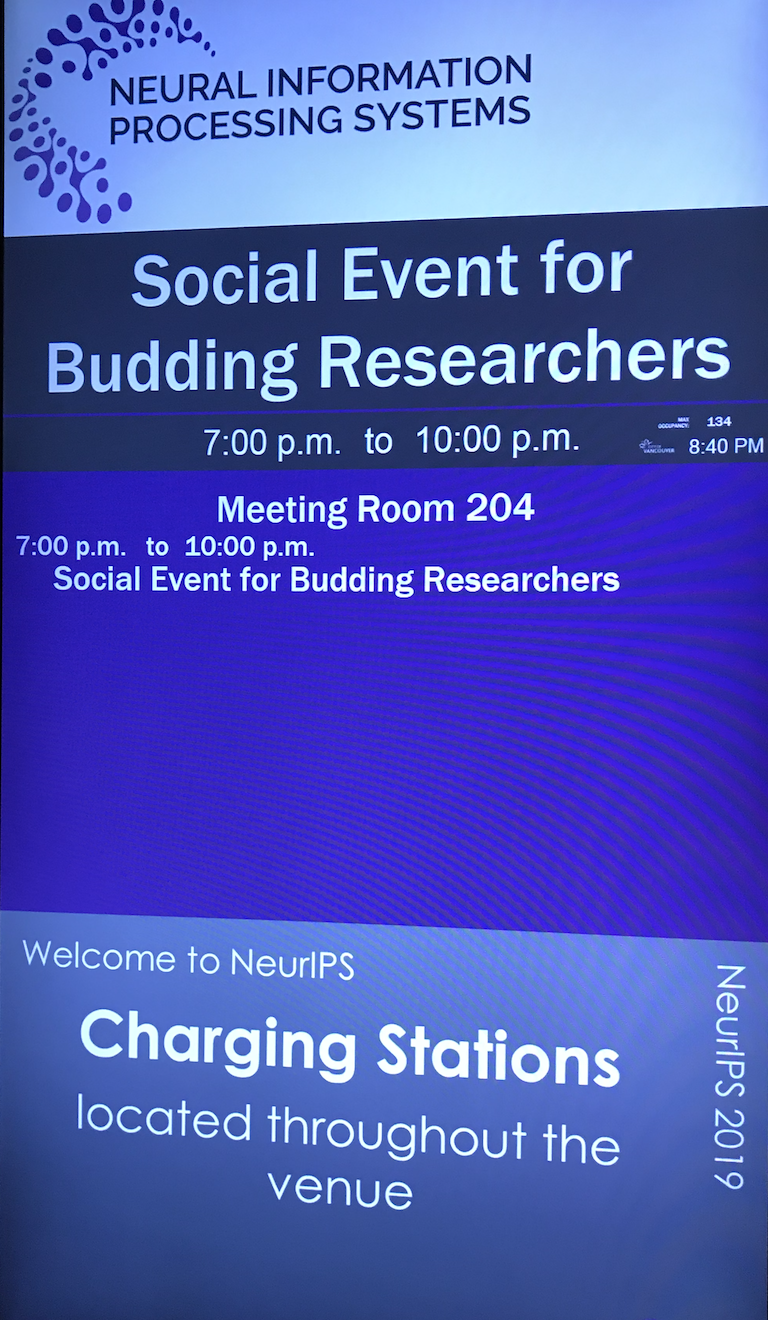 NEURAL INFORMATION
PROCESSING SYSTEMS
Social Event for
Budding Researchers
7:00 p.m. to 10:00 p.m.
MAX
OCCUPANCY: 134
VANCOUVER 8:40 PM
Meeting Room 204
7:00 p.m. to 10:00 p.m.
Social Event for Budding Researchers
Welcome to NeurIPS
Charging Stations
located throughout the
venue
NeurIPS 2019